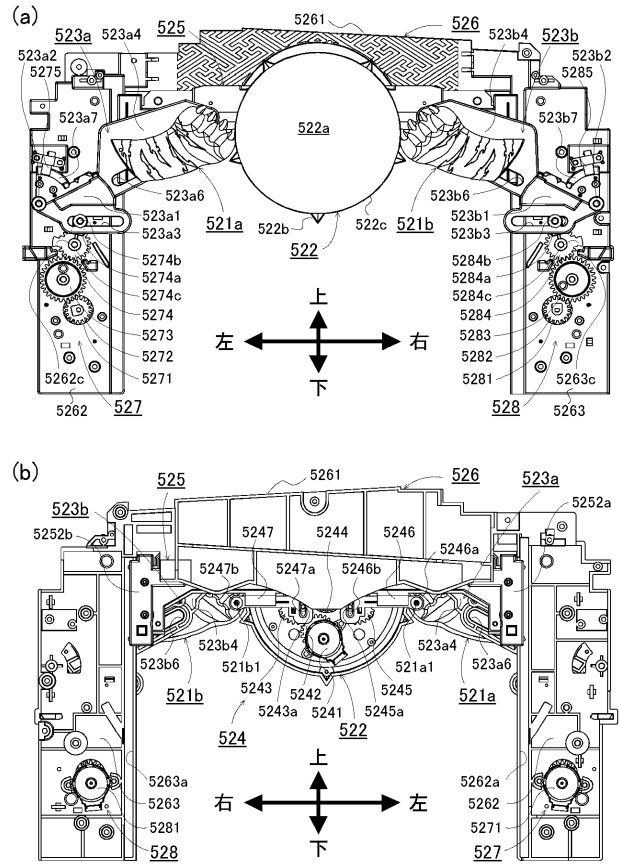 (a)
5261
525
526
523a
523a4
523b4
523b
523a2
5275
523b2
5285
523a7
523b7
522a
523a6
521a
523b6
521b
523a1
523a3
522b
522
522c
523b1
523b3
5274b
5274a
5274c
5274
5273
5272
5271
5284b
5284a
5284c
5284
5283
5282
5281
上
左
右
下
5262c
5262
527
528
5263c
5263
(b)
5261
526
525
523a
523b
5252b
5247
5244
5246
5252a
5247b
5247a
5246b
5246a
523b6
523b4
521b1
521b
5243
5243a
5242
5241
522
524
5245
5245a
521a1
523a4
523a6
521a
上
右
左
下
5263a
5263
5281
528
5262a
5262
5271
527